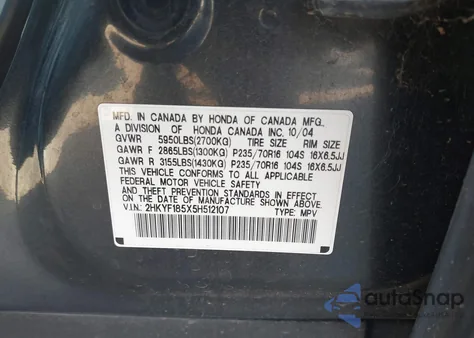 MFD. IN CANADA BY HONDA OF CANADA MFG.,
A DIVISION OF HONDA CANADA INC. 10/04
GVWR 5950LBS(2700KG) TIRE SIZE RIM SIZE
GAWR F 2865LBS(1300KG) P235/70R16 104S 16X6.5JJ
GAWR R 3155LBS(1430KG) P235/70R16 104S 16X6.5JJ
THIS VEHICLE CONFORMS TO ALL APPLICABLE
FEDERAL MOTOR VEHICLE SAFETY
AND THEFT PREVENTION STANDARDS IN EFFECT
ON THE DATE OF MANUFACTURE SHOWN ABOVE.
V.I.N: 2HKYF185X5H512107 TYPE: MPV
autoSnap